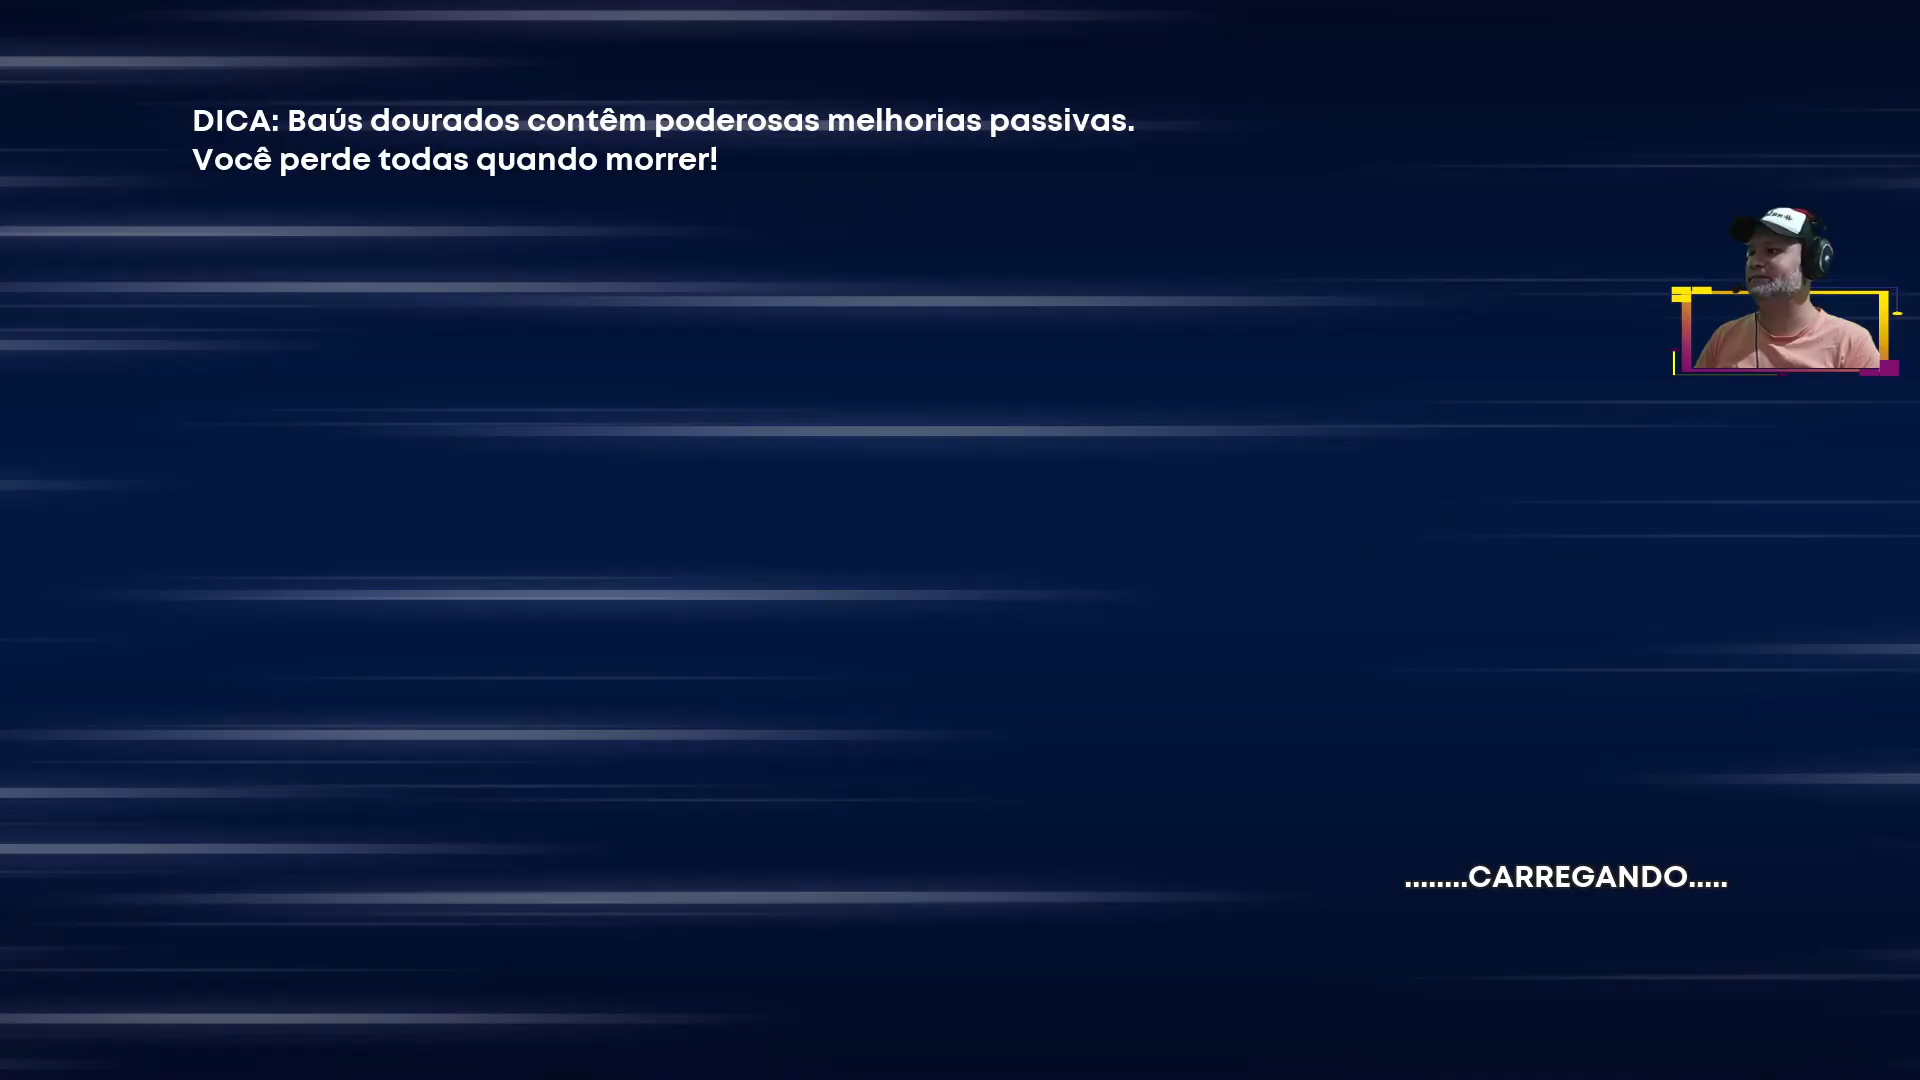 DICA: Baús dourados contêm poderosas melhorias passivas.
Você perde todas quando morrer!
........CARREGANDO.....